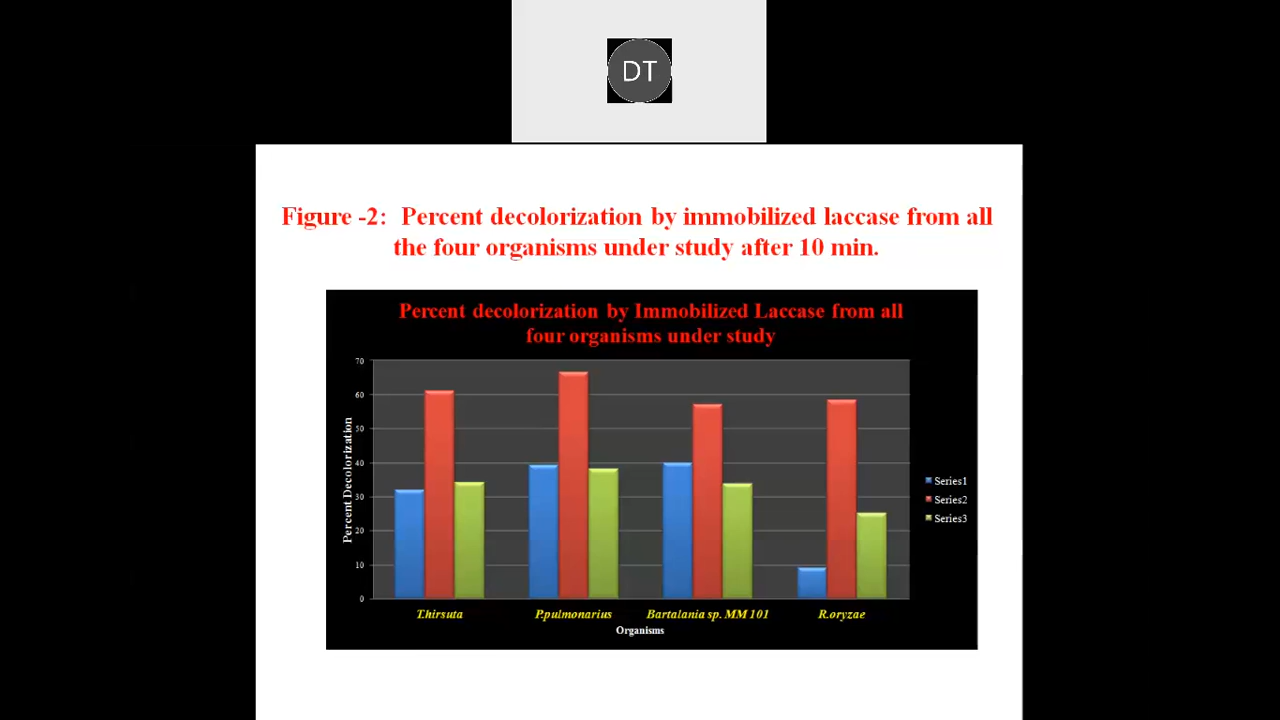 DT
Figure -2: Percent decolorization by immobilized laccase from all
the four organisms under study after 10 min.
Percent decolorization by Immobilized Laccase from all
four organisms under study
Percent Decolorization
70
60
50
40
30
20
10
0
T.hirsuta
P.pulmonarius
Bartalania sp. MM 101
R.oryzae
Organisms
Series1
Series2
Series3